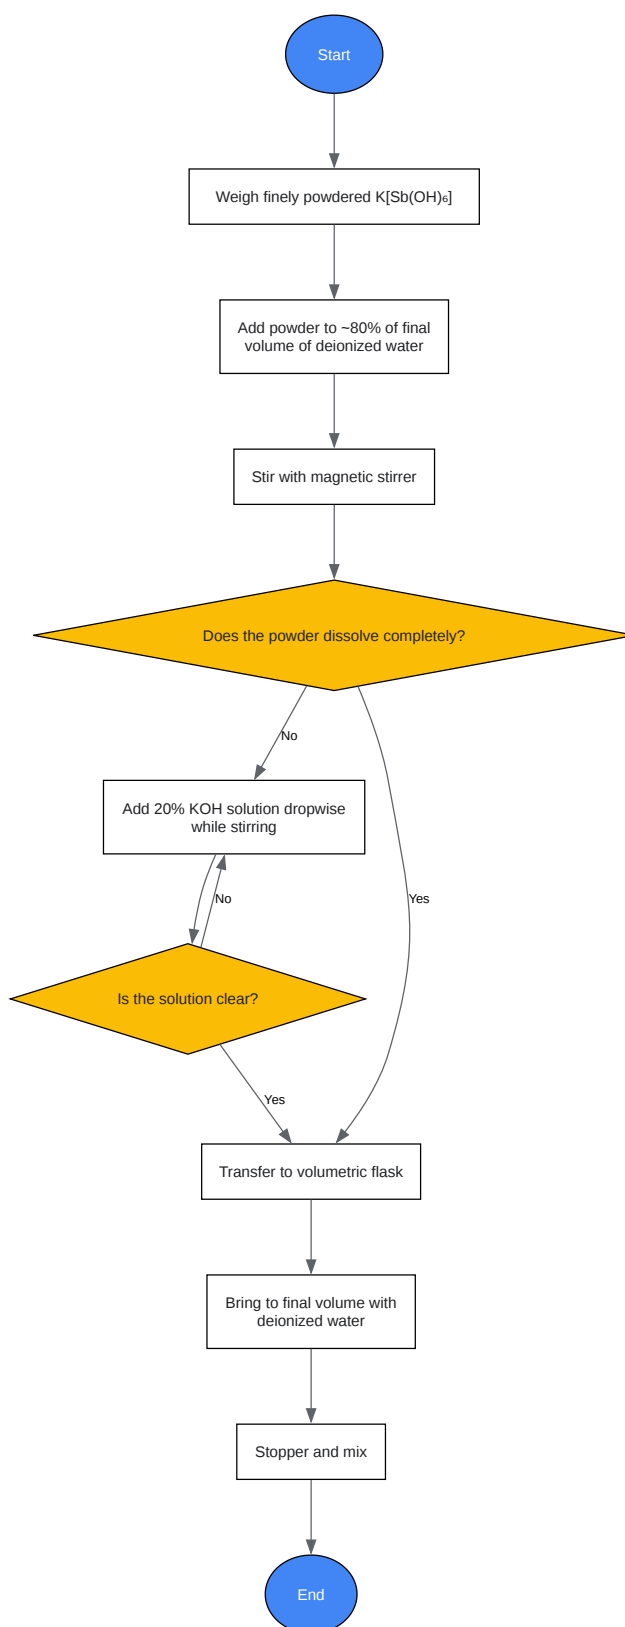 Start
Weigh finely powdered K[Sb(OH)₆]
Add powder to ~80% of final
volume of deionized water
Stir with magnetic stirrer
Does the powder dissolve completely?
No
Add 20% KOH solution dropwise
while stirring
No
Yes
Is the solution clear?
Yes
Transfer to volumetric flask
Bring to final volume with
deionized water
Stopper and mix
End